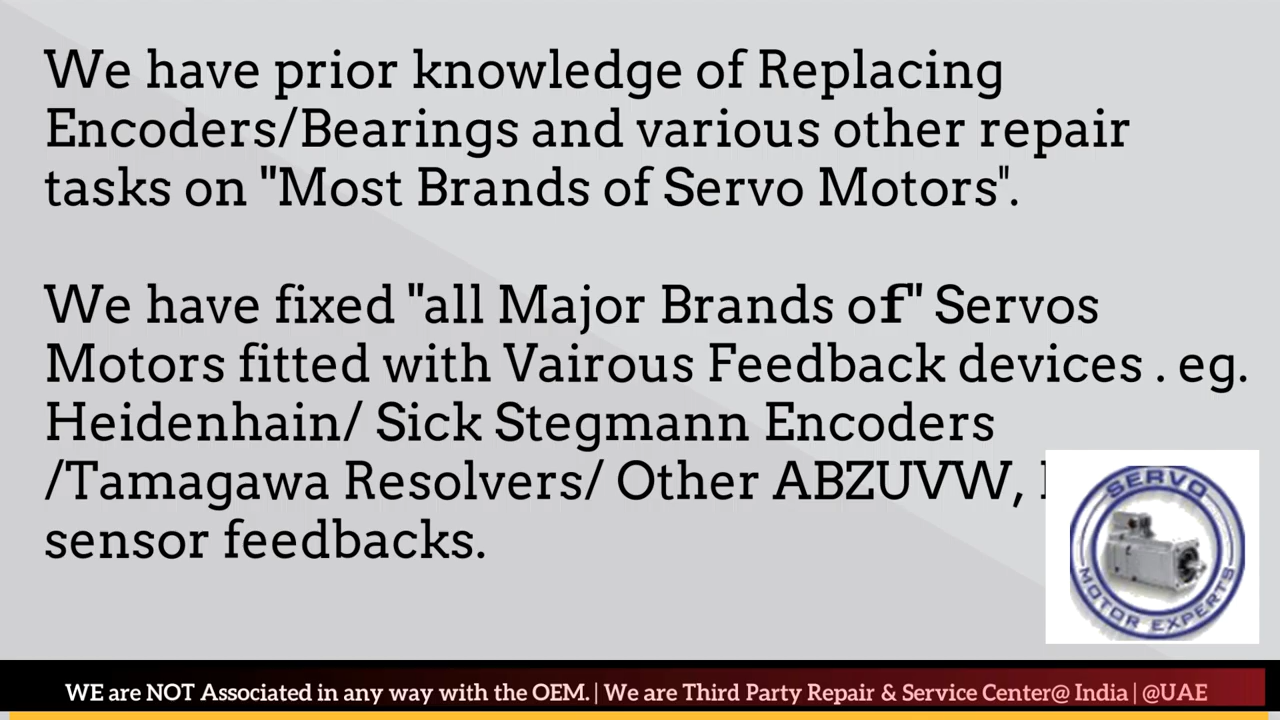 We have prior knowledge of Replacing
Encoders/Bearings and various other repair
tasks on "Most Brands of Servo Motors".
We have fixed "all Major Brands of" Servos
Motors fitted with Vairous Feedback devices . eg.
Heidenhain/ Sick Stegmann Encoders
/Tamagawa Resolvers/ Other ABZUVW,
sensor feedbacks.
SERVO
MOTOR EXPERTS
WE are NOT Associated in any way with the OEM. | We are Third Party Repair & Service Center@ India | @UAE